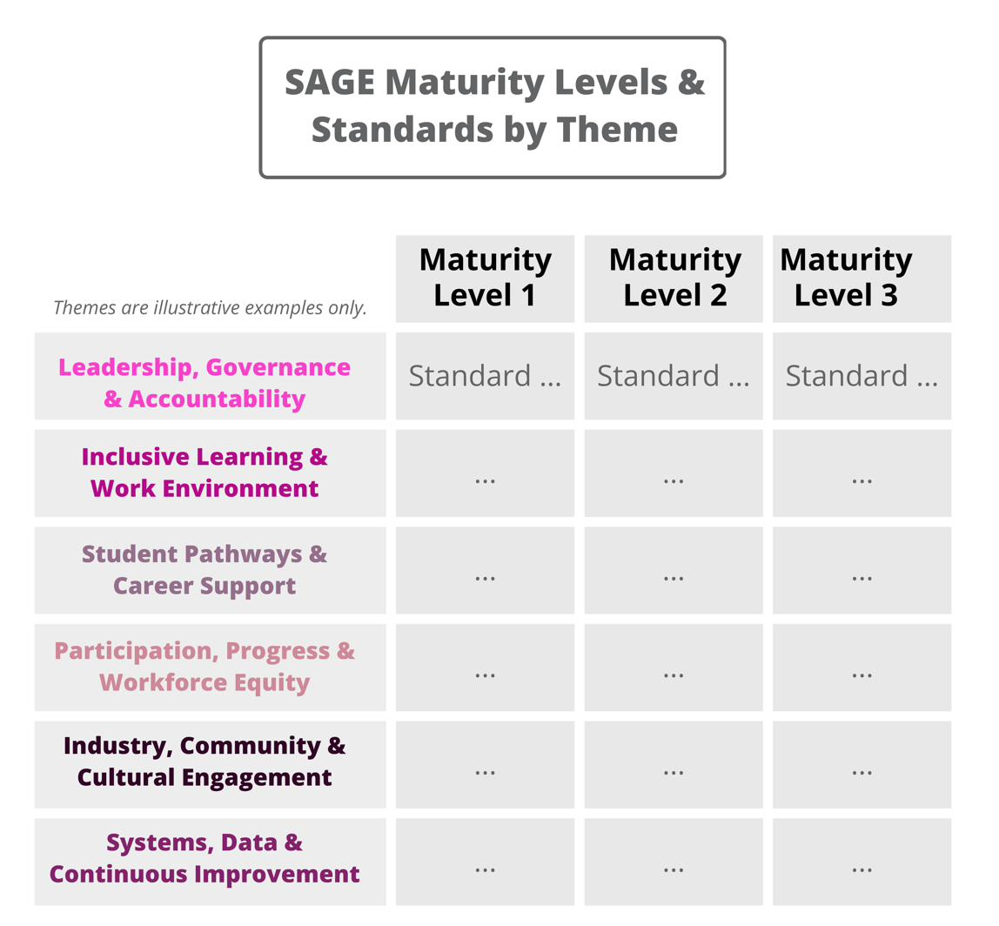 SAGE Maturity Levels &
Standards by Theme
Maturity
Level 1
Maturity
Level 2
Maturity
Level 3
Themes are illustrative examples only.
Leadership, Governance
& Accountability
Standard ...
Standard ...
Standard ...
Inclusive Learning &
Work Environment
...
...
...
Student Pathways &
Career Support
...
...
...
Participation, Progress &
Workforce Equity
...
...
...
Industry, Community &
Cultural Engagement
...
...
...
Systems, Data &
Continuous Improvement
...
...
...